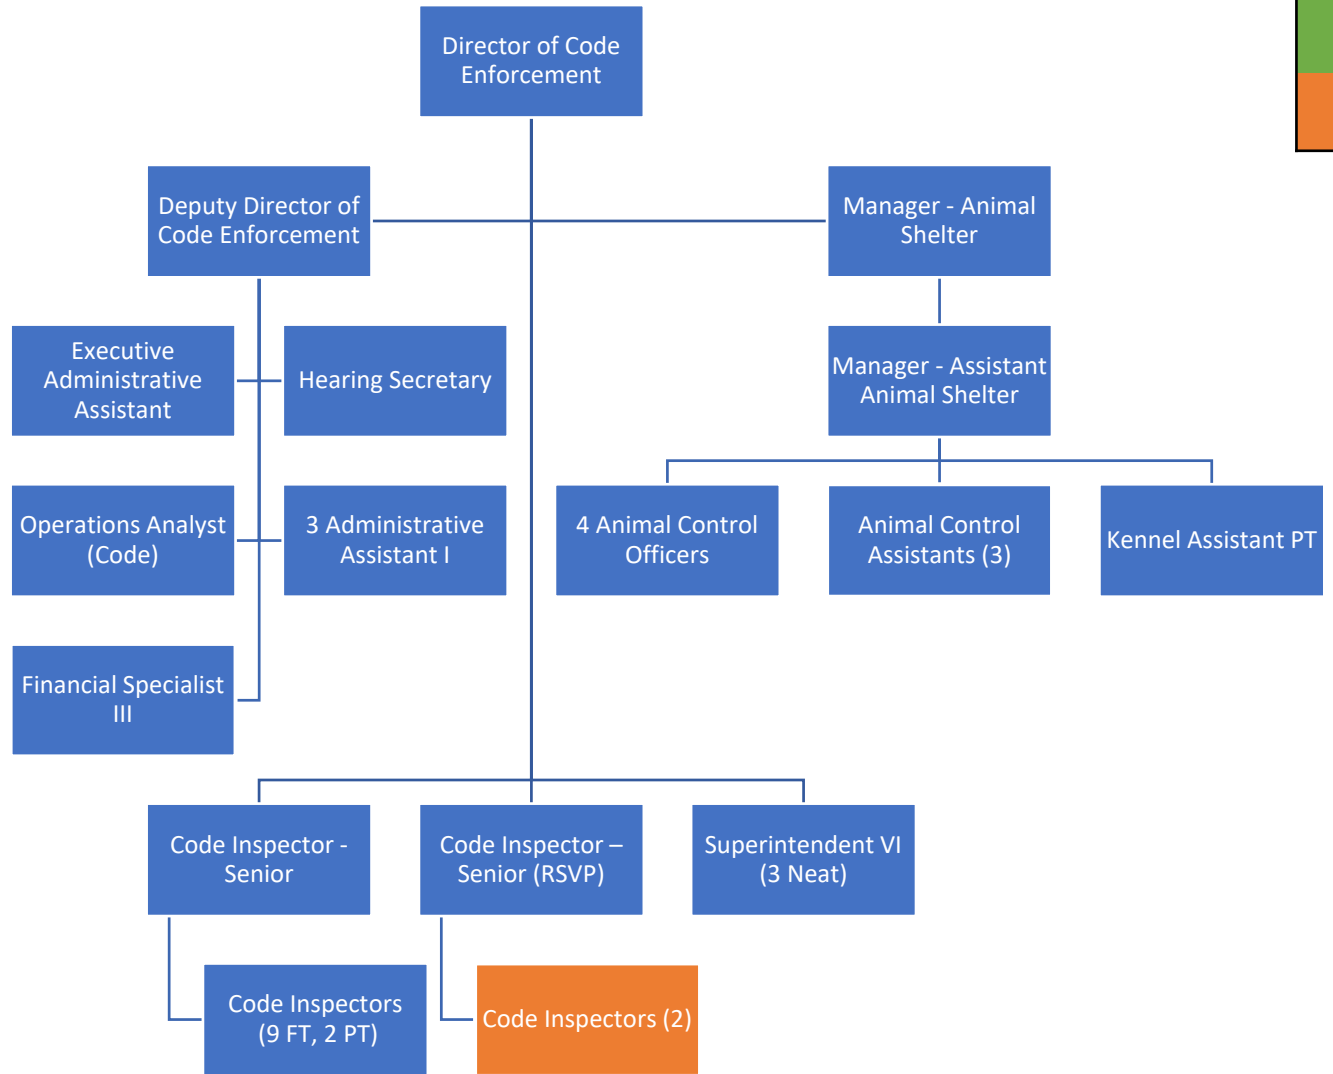 Director of Code
Enforcement
Deputy Director of
Code Enforcement
Manager - Animal
Shelter
Executive
Administrative
Assistant
Hearing Secretary
Manager - Assistant
Animal Shelter
Operations Analyst
(Code)
3 Administrative
Assistant I
4 Animal Control
Officers
Animal Control
Assistants (3)
Kennel Assistant PT
Financial Specialist
III
Code Inspector -
Senior
Code Inspector –
Senior (RSVP)
Superintendent VI
(3 Neat)
Code Inspectors
(9 FT, 2 PT)
Code Inspectors (2)